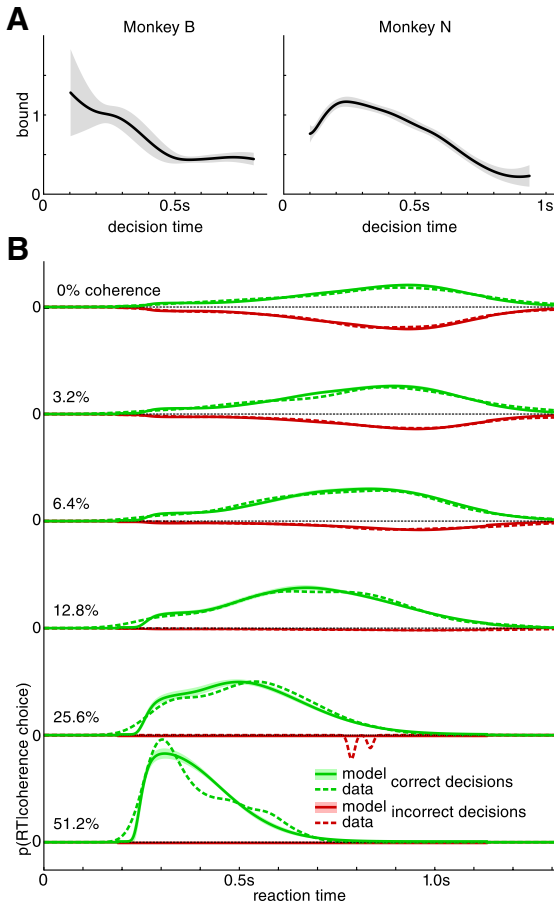 A
Monkey B
Monkey N
bound
1
0
0
0.5s
0
0.5s
1s
decision time
decision time
B
0% coherence
0
3.2%
0
6.4%
0
12.8%
0
25.6%
0
51.2%
0
p(RT|coherence choice)
model
data
correct decisions
model
data
incorrect decisions
0
0.5s
1.0s
reaction time